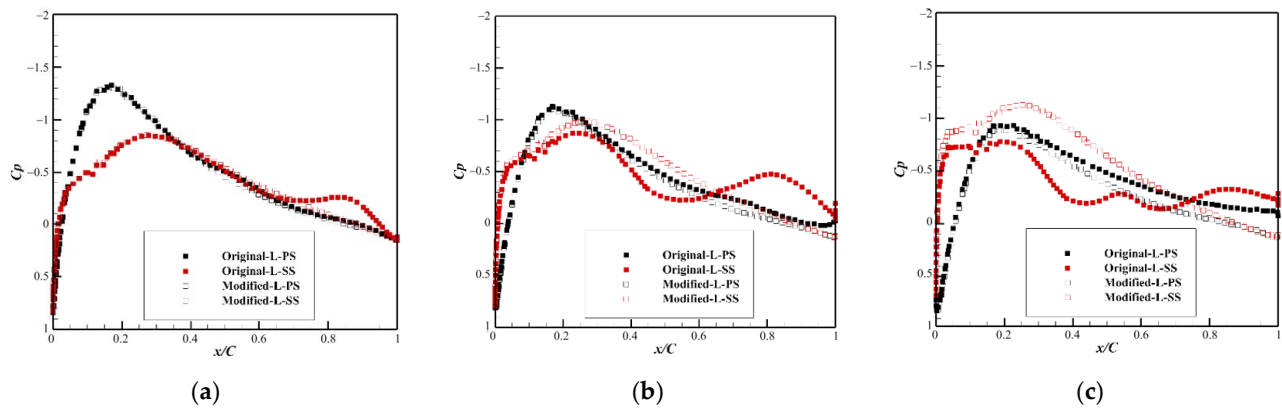 (a)
−2
−1.5
−1
−0.5
0
0.5
1
Cp
0 0.2 0.4 0.6 0.8 1
x/C
Original-L-PS
Original-L-SS
Modified-L-PS
Modified-L-SS
(b)
−2
−1.5
−1
−0.5
0
0.5
1
Cp
0 0.2 0.4 0.6 0.8 1
x/C
Original-L-PS
Original-L-SS
Modified-L-PS
Modified-L-SS
(c)
−2
−1.5
−1
−0.5
0
0.5
1
Cp
0 0.2 0.4 0.6 0.8 1
x/C
Original-L-PS
Original-L-SS
Modified-L-PS
Modified-L-SS